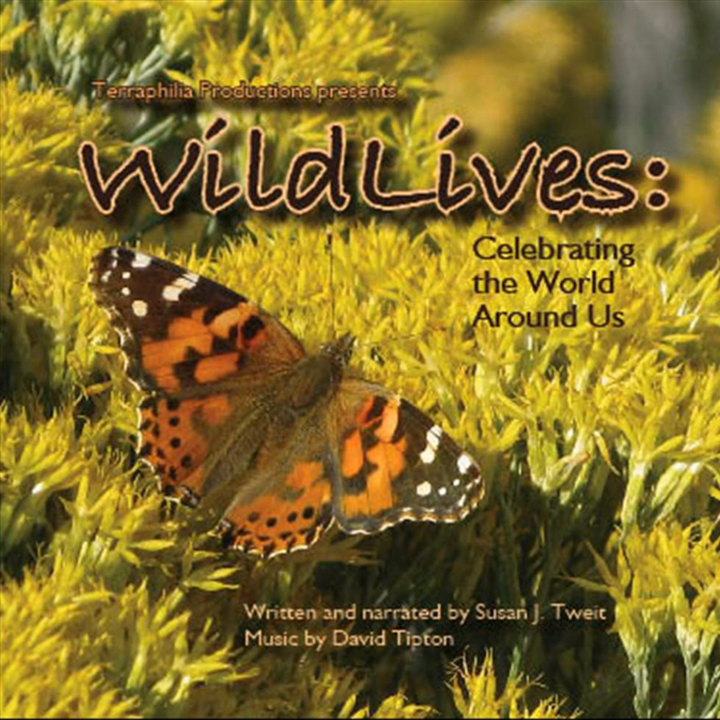 Terraphilia Productions presents
WildLives:
Celebrating
the World
Around Us
Written and narrated by Susan J. Tweit
Music by David Tipton